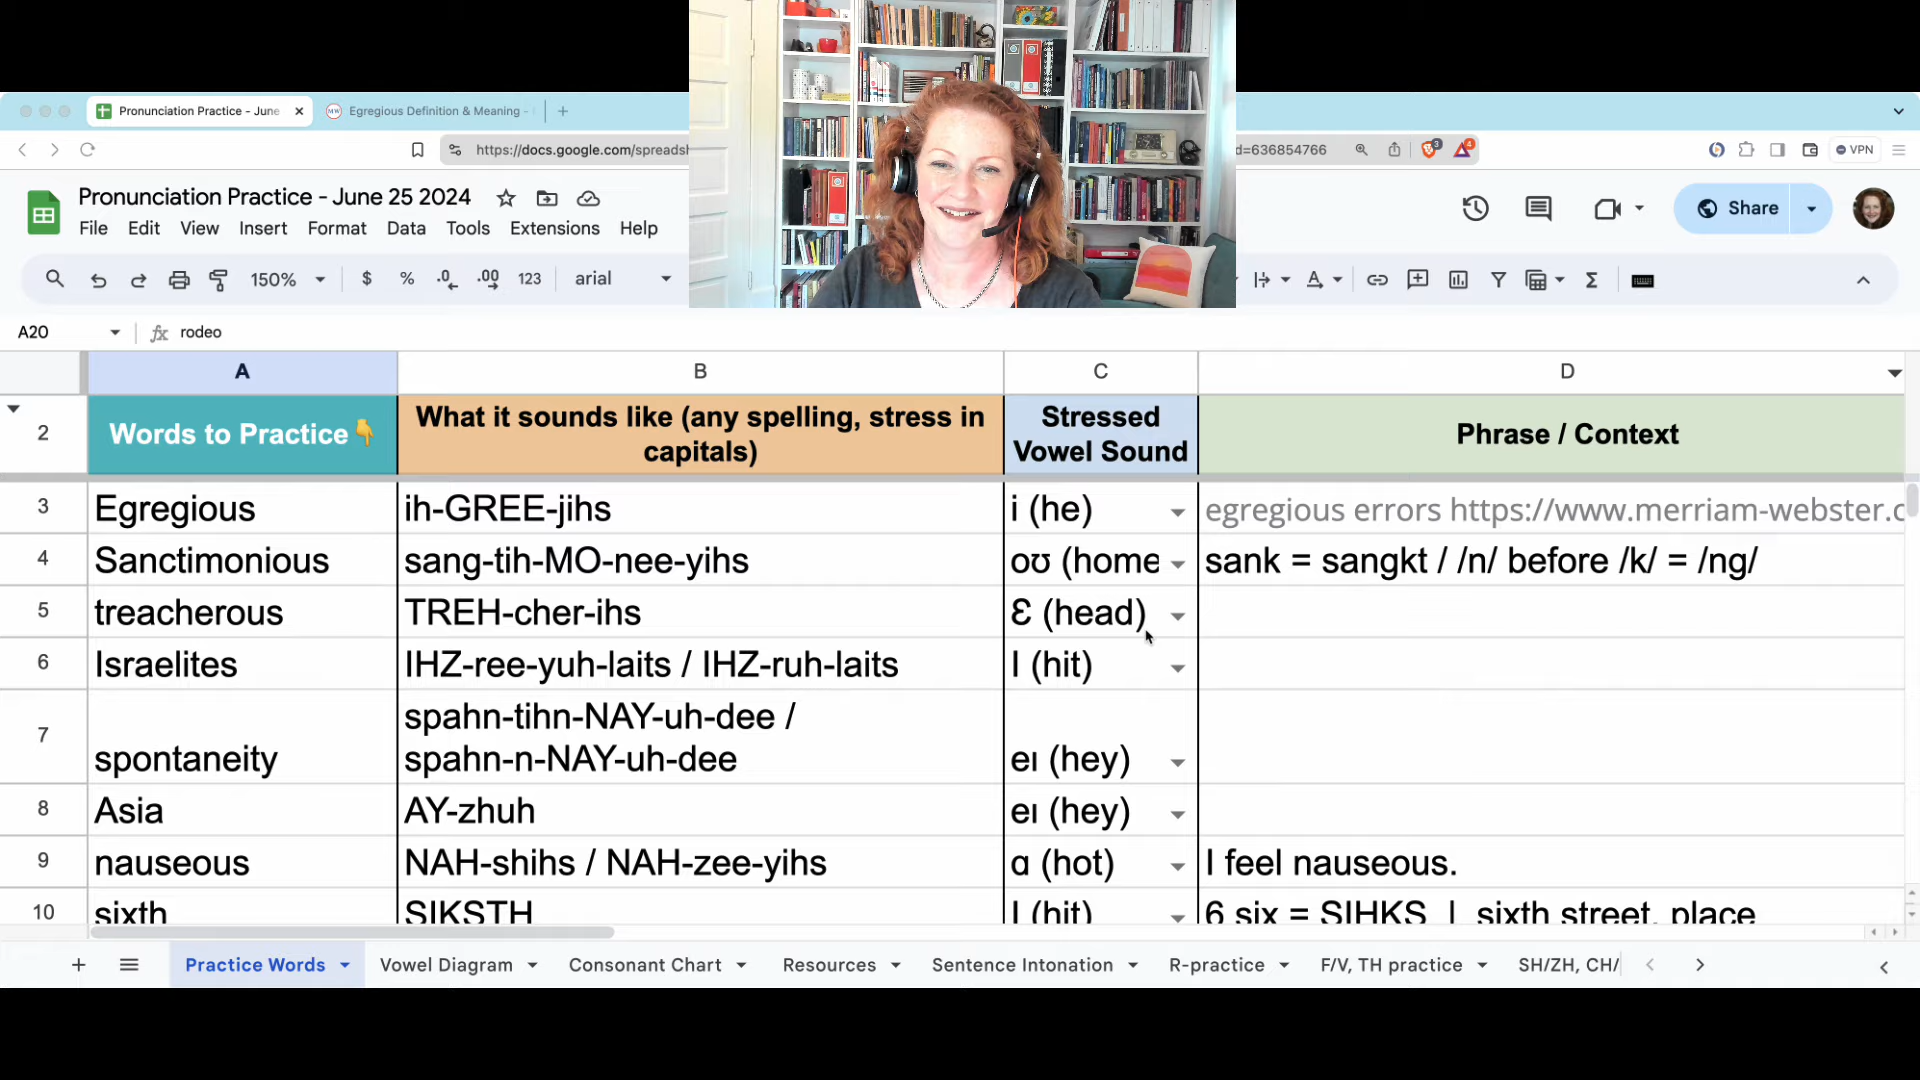 Pronunciation Practice - June
Egregious Definition & Meaning -
https://docs.google.com/spreadsh
d=636864766
VPN
Pronunciation Practice - June 25 2024
File Edit View Insert Format Data Tools Extensions Help
Share
150% $ % .0 .00 123 arial
A20 fx rodeo
A B C D
2 Words to Practice👇 What it sounds like (any spelling, stress in capitals) Stressed Vowel Sound Phrase / Context
3 Egregious ih-GREE-jihs i (he) egregious errors https://www.merriam-webster.c
4 Sanctimonious sang-tih-MO-nee-yihs oʊ (home sank = sangkt / /n/ before /k/ = /ng/
5 treacherous TREH-cher-ihs Ɛ (head)
6 Israelites IHZ-ree-yuh-laits / IHZ-ruh-laits I (hit)
7 spontaneity spahn-tihn-NAY-uh-dee /
spahn-n-NAY-uh-dee eɪ (hey)
8 Asia AY-zhuh eɪ (hey)
9 nauseous NAH-shihs / NAH-zee-yihs ɑ (hot) I feel nauseous.
10 sixth SIKSTH I (hit) 6 six = SIHKS | sixth street, place
Practice Words Vowel Diagram Consonant Chart Resources Sentence Intonation R-practice F/V, TH practice SH/ZH, CH/